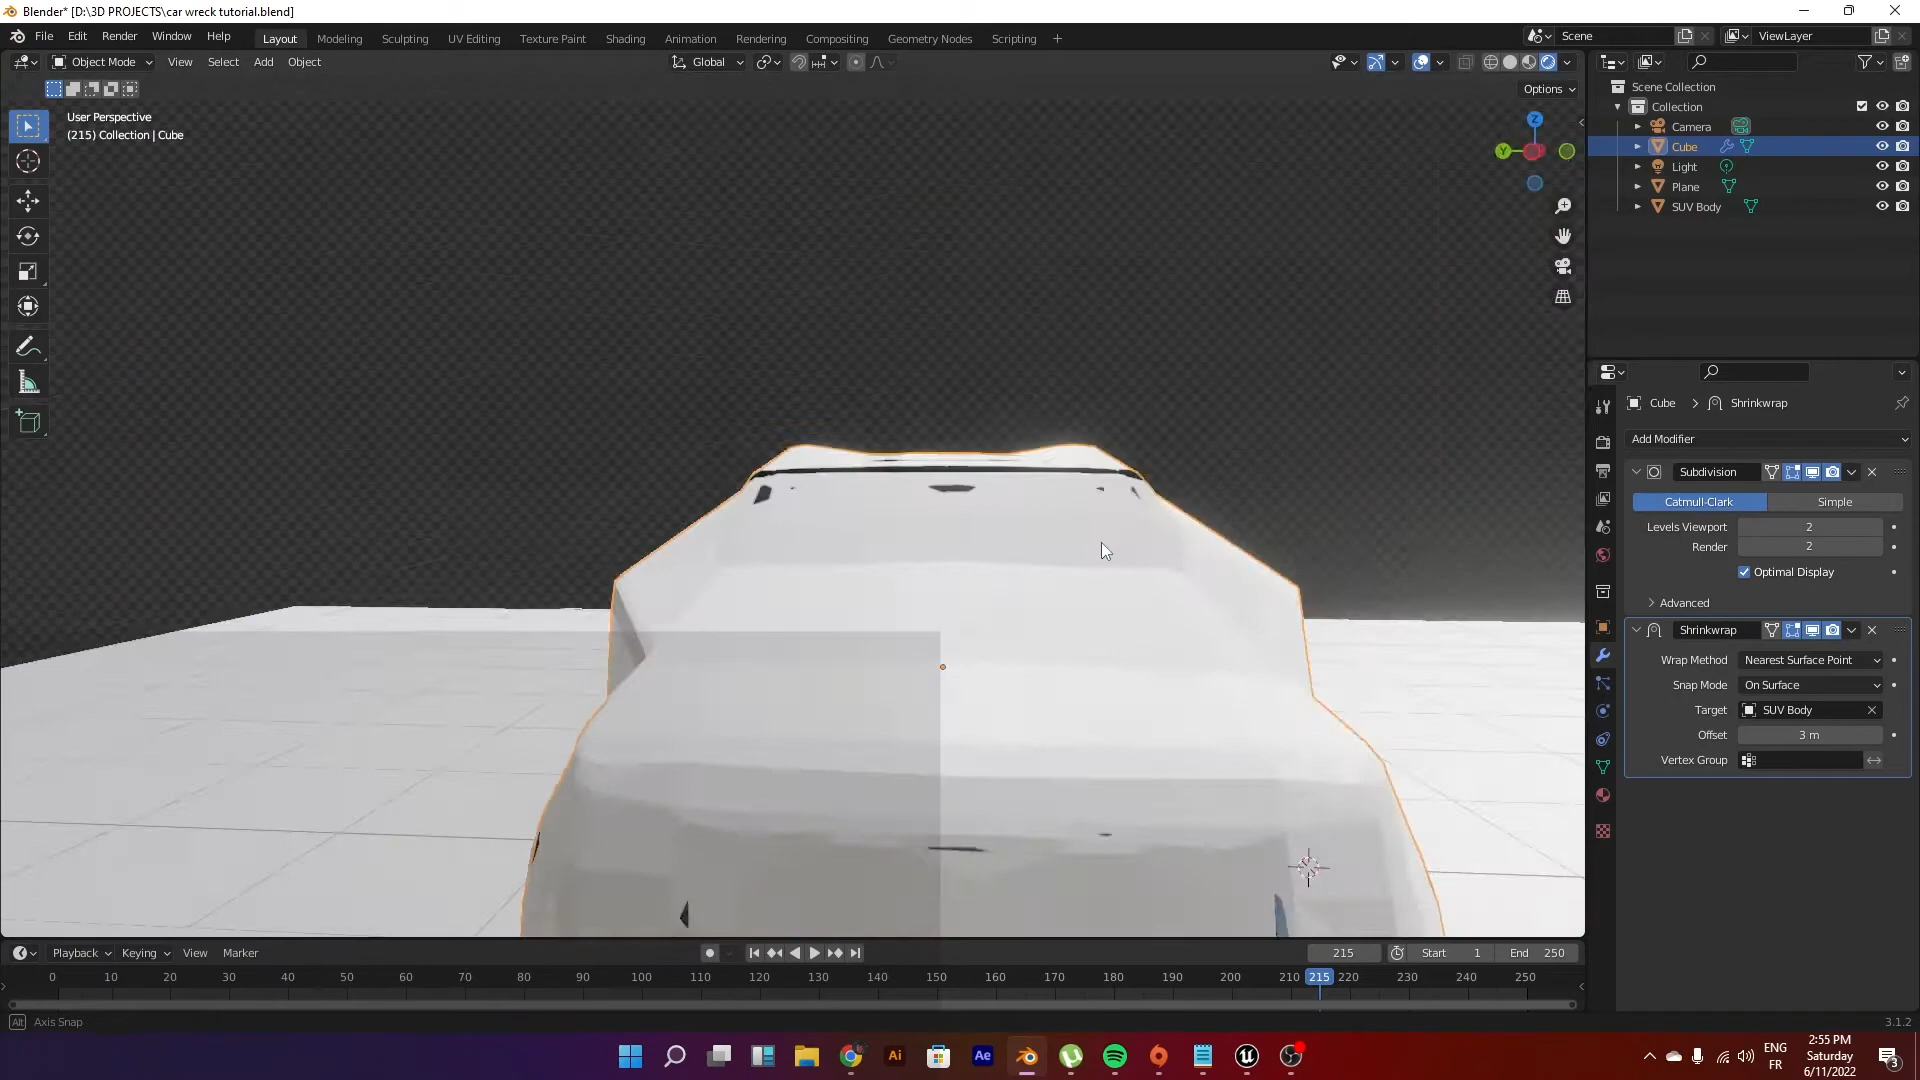 Blender* [D:\3D PROJECTS\car wreck tutorial.blend]
File Edit Render Window Help
Layout Modeling Sculpting UV Editing Texture Paint Shading Animation Rendering Compositing Geometry Nodes Scripting +
Scene
ViewLayer
Object Mode View Select Add Object
Global
Options
User Perspective
(215) Collection | Cube
Z
Y
Scene Collection
Collection
Camera
Cube
Light
Plane
SUV Body
Cube > Shrinkwrap
Add Modifier
Subdivision
Catmull-Clark Simple
Levels Viewport 2
Render 2
Optimal Display
Advanced
Shrinkwrap
Wrap Method Nearest Surface Point
Snap Mode On Surface
Target SUV Body
Offset 3 m
Vertex Group
Playback Keying View Marker
215 Start 1 End 250
0 10 20 30 40 50 60 70 80 90 100 110 120 130 140 150 160 170 180 190 200 210 215 220 230 240 250
Alt Axis Snap
3.1.2
Ai
Ae
ENG
FR
2:55 PM
Saturday
6/11/2022
3